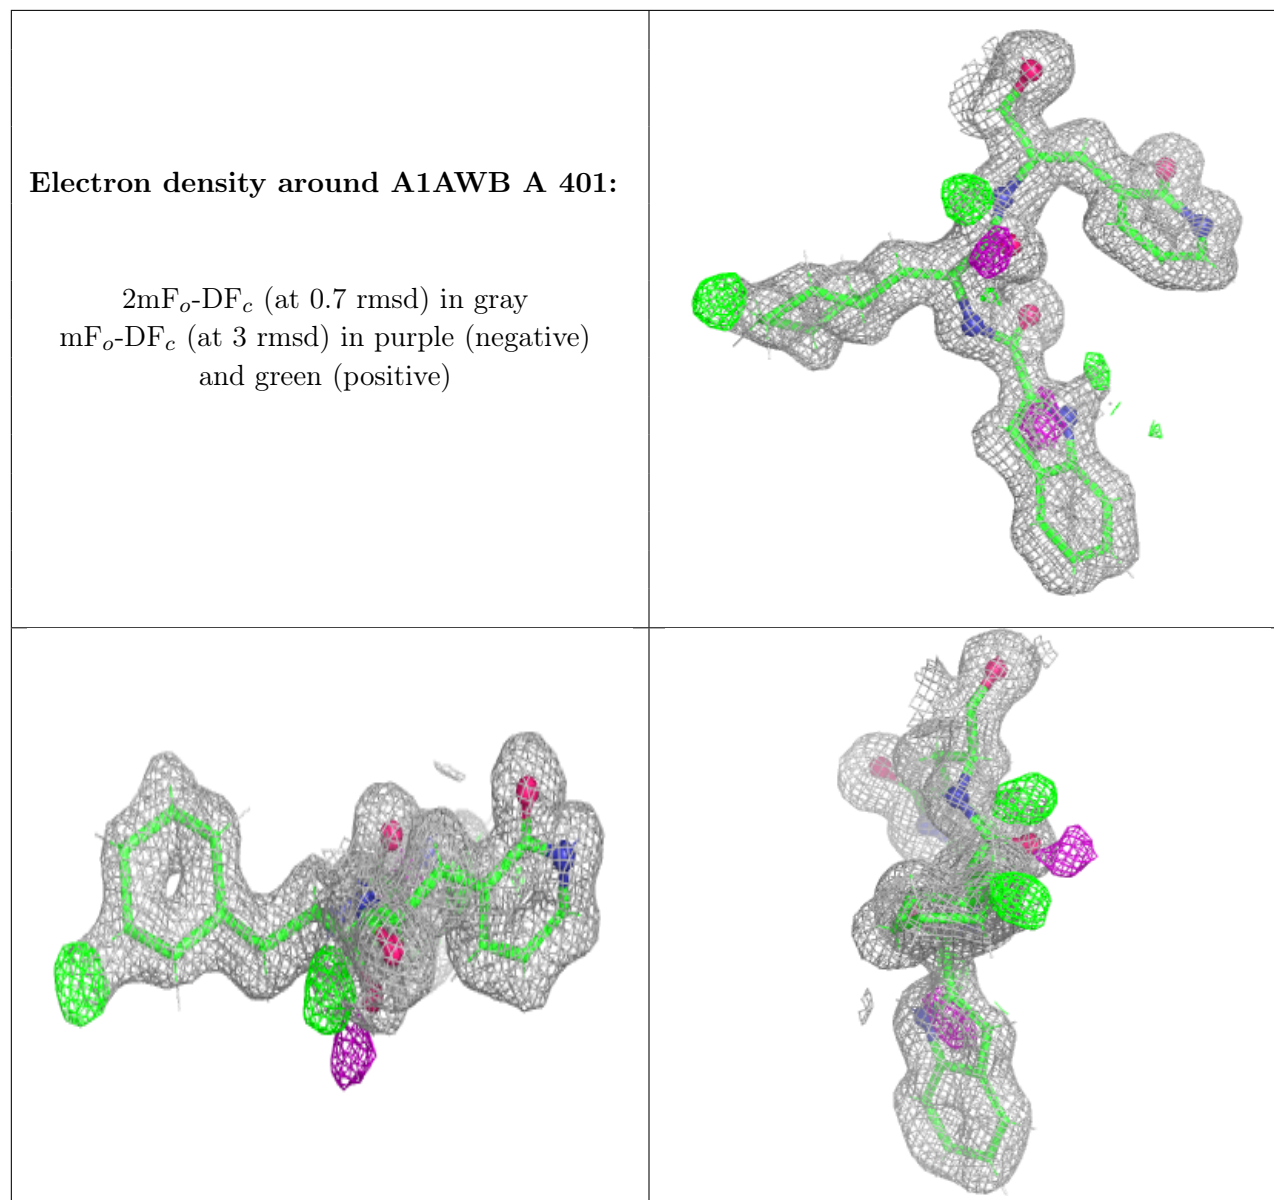 Electron density around A1AWB A 401:
2mFo-DFc (at 0.7 rmsd) in gray
mFo-DFc (at 3 rmsd) in purple (negative)
and green (positive)